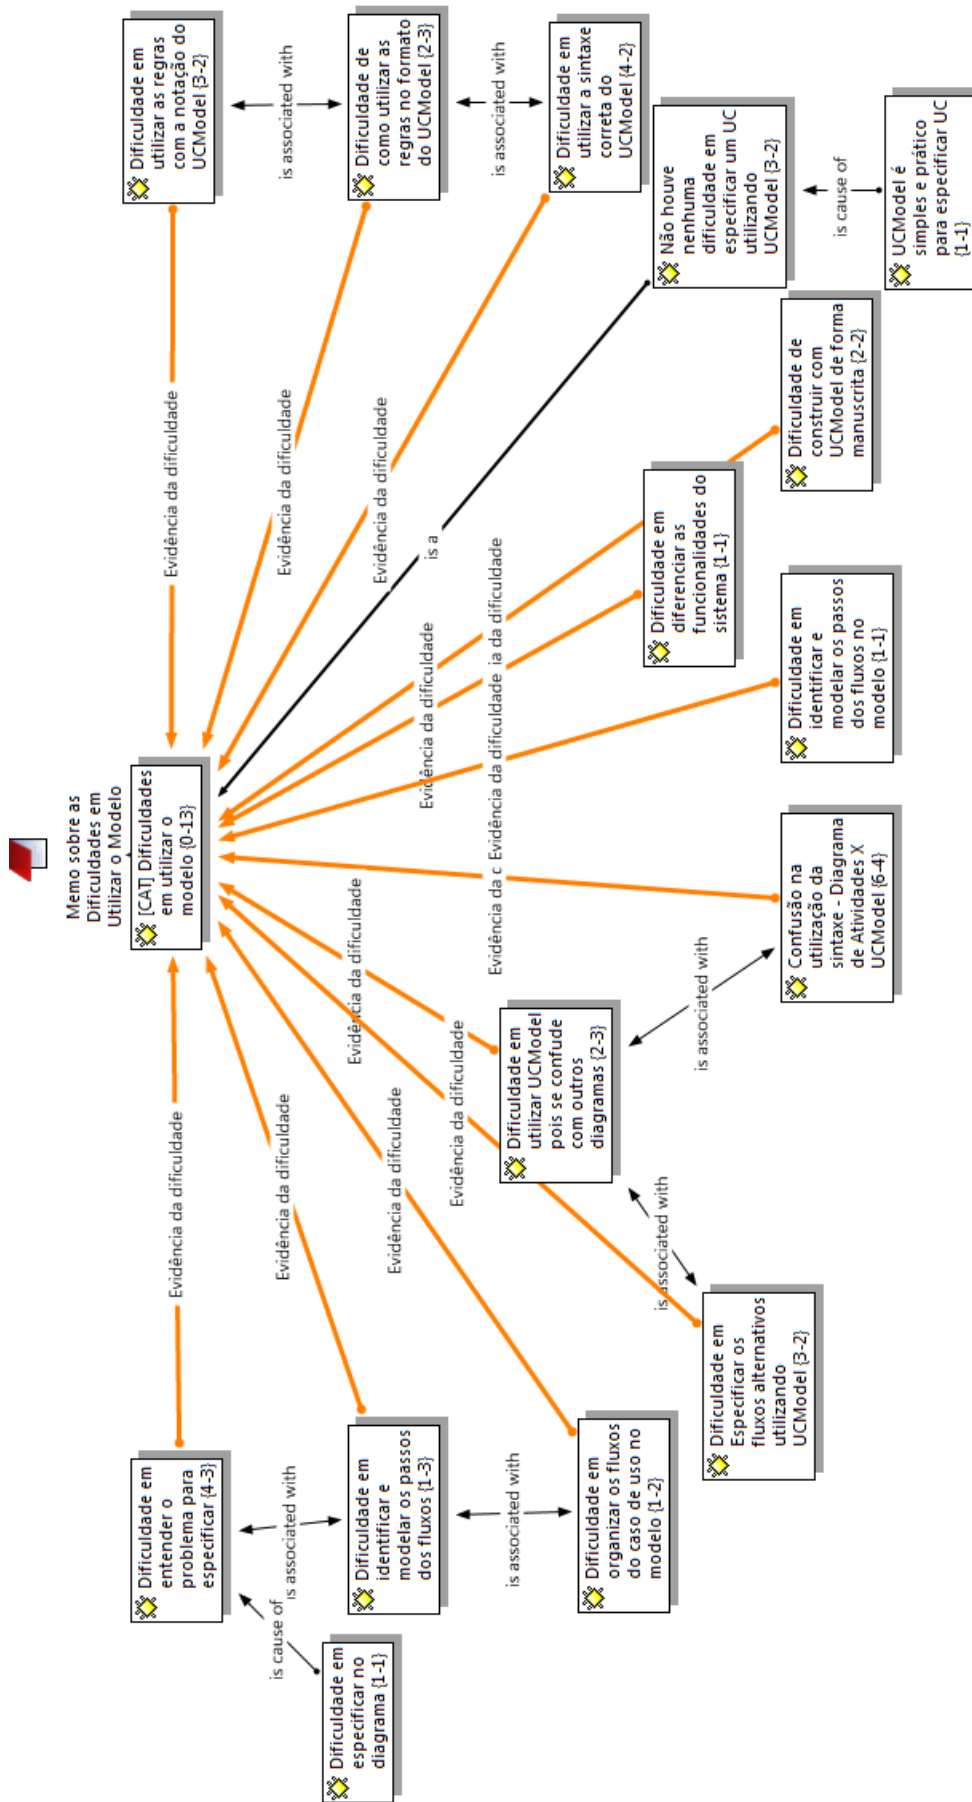 Memo sobre as
Dificuldades em
Utilizar o Modelo
[CAT] Dificuldades
em utilizar o
modelo {0-13}
Dificuldade em
entender o
problema para
especificar {4-3}
Evidência da dificuldade
Evidência da dificuldade
Dificuldade em
utilizar as regras
com a notação do
UCModel {3-2}
is cause of
is associated with
is associated with
Dificuldade em
especificar no
diagrama {1-1}
Dificuldade em
identificar e
modelar os passos
dos fluxos {1-3}
Evidência da dificuldade
Evidência da dificuldade
Dificuldade de
como utilizar as
regras no formato
do UCModel {2-3}
is associated with
Evidência da dificuldade
Evidência da dificuldade
Evidência da dificuldade
is associated with
Dificuldade em
organizar os fluxos
do caso de uso no
modelo {1-2}
Evidência da dificuldade
is a
Dificuldade em
utilizar a sintaxe
correta do
UCModel {4-2}
Dificuldade em
utilizar UCModel
pois se confude
com outros
diagramas {2-3}
Evidência da d
Evidência da dificuldade
Evidência da dificuldade
Evidência da dificuldade
ia da dificuldade
Dificuldade em
diferenciar as
funcionalidades do
sistema {1-1}
Não houve
nenhuma
dificuldade em
especificar um UC
utilizando
UCModel {3-2}
is associated with
is associated with
is cause of
Dificuldade em
Especificar os
fluxos alternativos
utilizando
UCModel {3-2}
Confusão na
utilização da
sintaxe - Diagrama
de Atividades X
UCModel {6-4}
Dificuldade em
identificar e
modelar os passos
dos fluxos no
modelo {1-1}
Dificuldade de
construir com
UCModel de forma
manuscrita {2-2}
UCModel é
simples e prático
para especificar UC
{1-1}